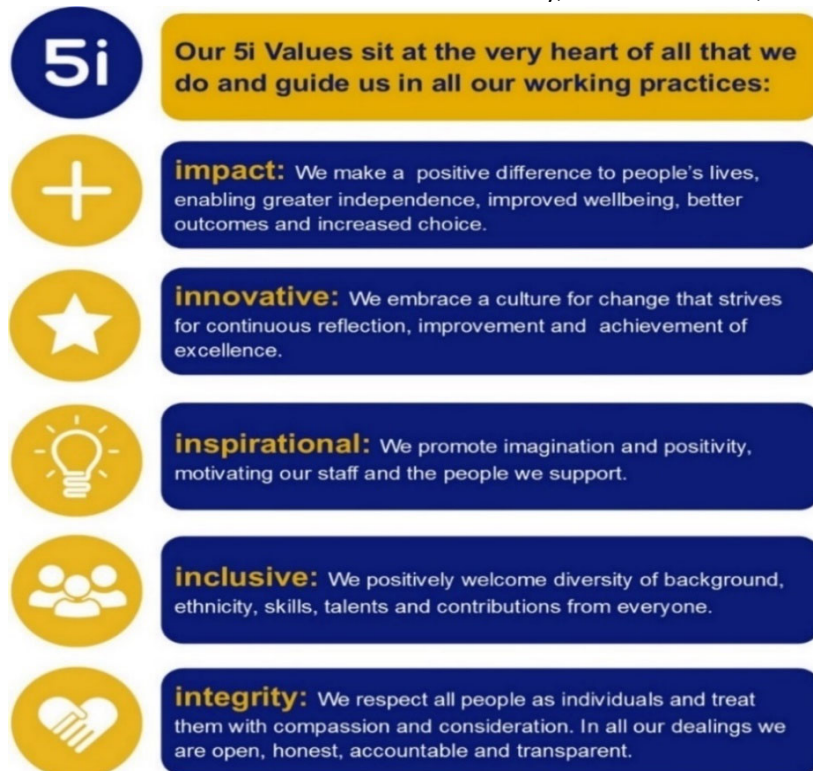 5i
Our 5i Values sit at the very heart of all that we
do and guide us in all our working practices:
impact: We make a positive difference to people's lives,
enabling greater independence, improved wellbeing, better
outcomes and increased choice.
innovative: We embrace a culture for change that strives
for continuous reflection, improvement and achievement of
excellence.
inspirational: We promote imagination and positivity,
motivating our staff and the people we support.
inclusive: We positively welcome diversity of background,
ethnicity, skills, talents and contributions from everyone.
integrity: We respect all people as individuals and treat
them with compassion and consideration. In all our dealings we
are open, honest, accountable and transparent.